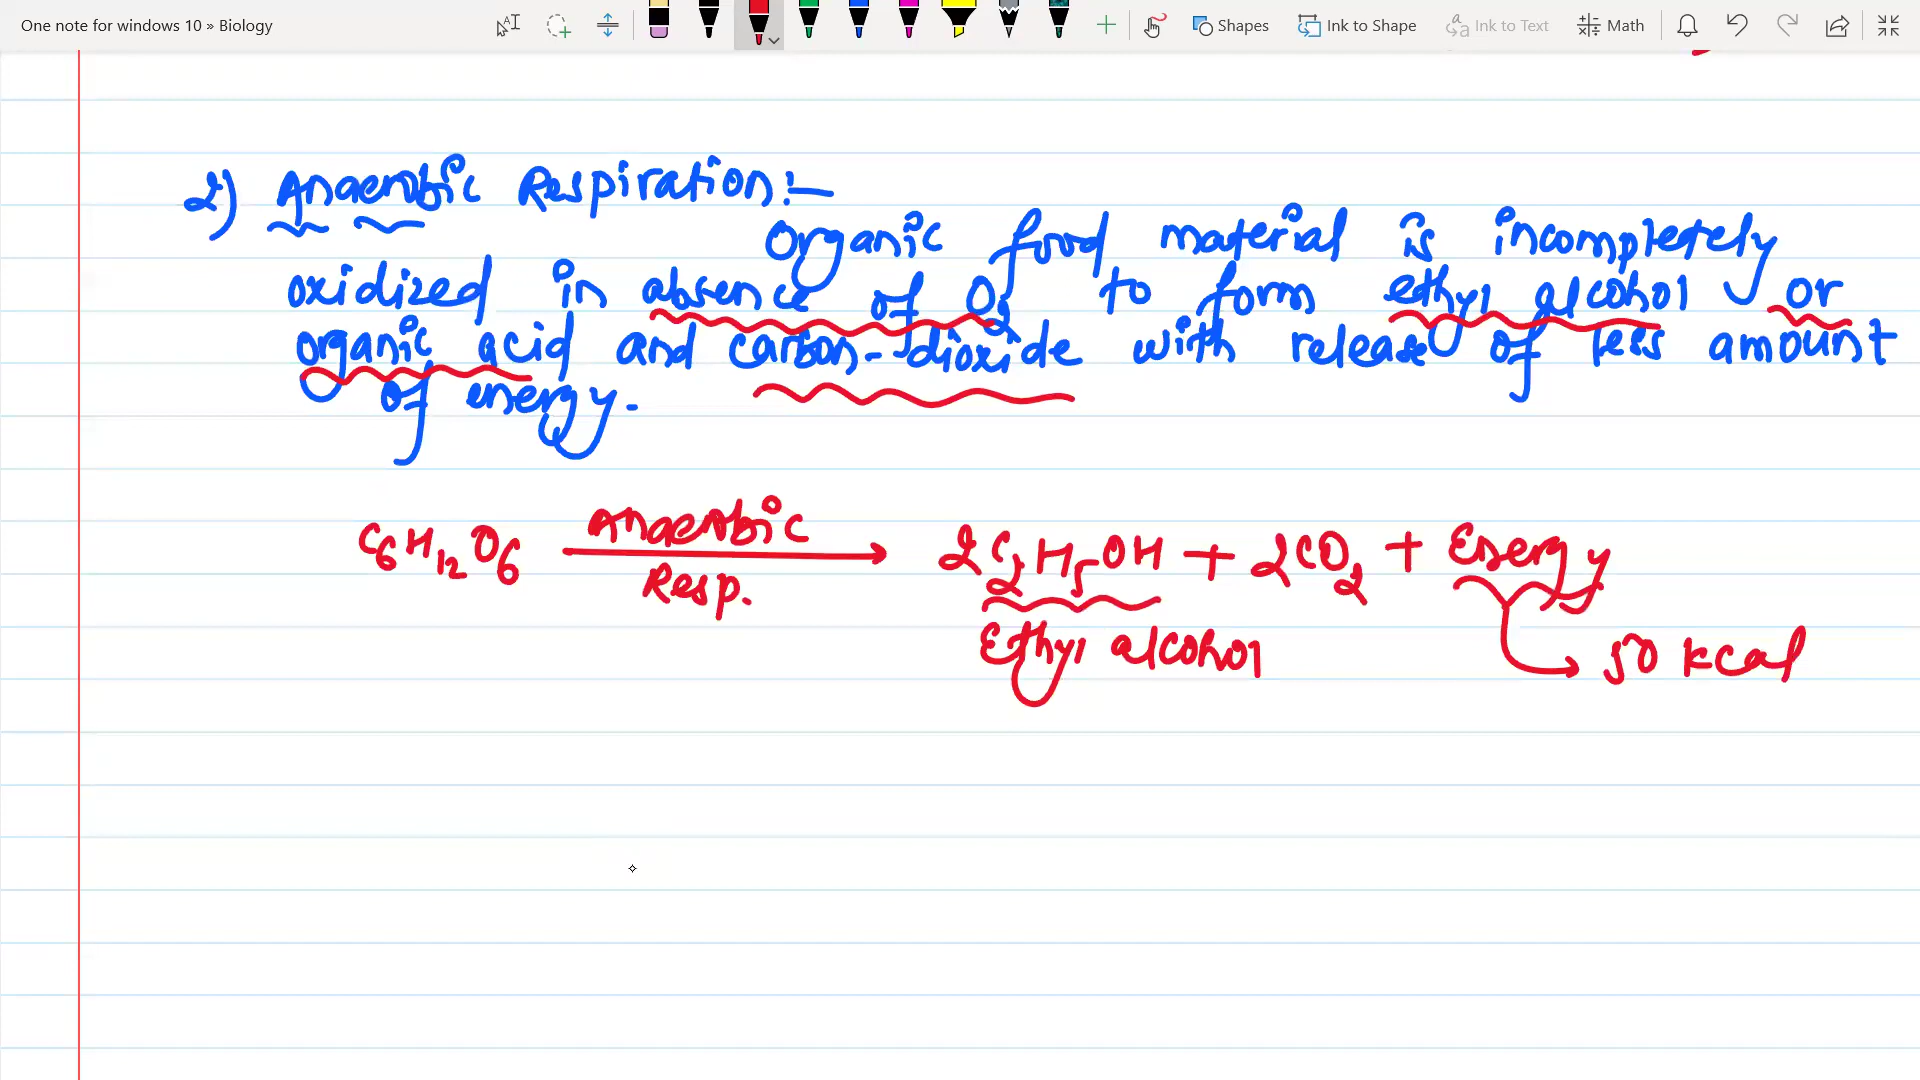 One note for windows 10 » Biology
Shapes Ink to Shape Ink to Text Math
2) Anaerobic Respiration:-
Organic food material is incompletely
oxidized in absence of O₂ to form ethyl alcohol or
organic acid and carbon-dioxide with release of less amount
of energy.
C₆H₁₂O₆ Anaerobic Resp. → 2C₂H₅OH + 2CO₂ + Energy
Ethyl alcohol → 50 kcal